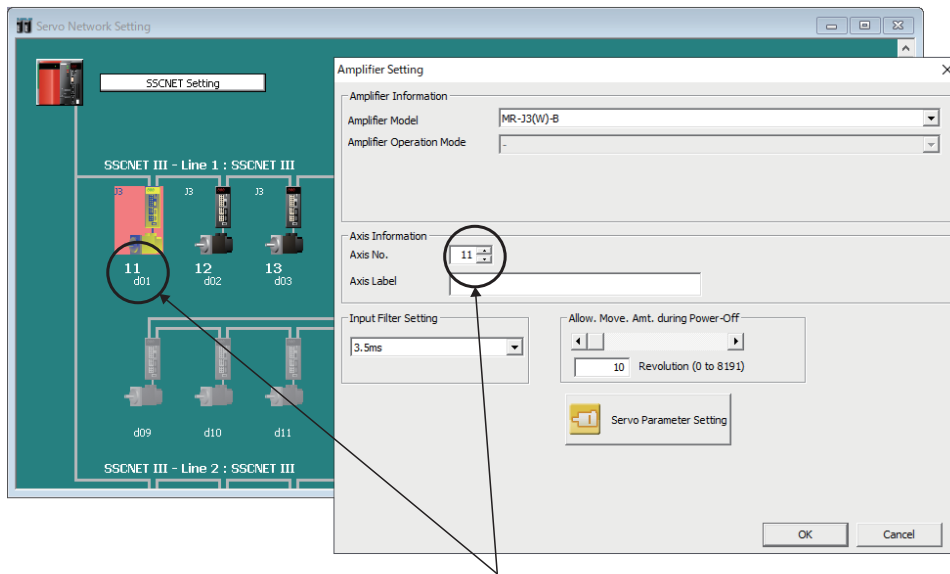 Servo Network Setting
SSCNET Setting
SSCNET III - Line 1 : SSCNET III
J3
J3
J3
11
d01
12
d02
13
d03
d09
d10
d11
SSCNET III - Line 2 : SSCNET III
Amplifier Setting
Amplifier Information
Amplifier Model
MR-J3(W)-B
Amplifier Operation Mode
-
Axis Information
Axis No.
11
Axis Label
Input Filter Setting
3.5ms
Allow. Move. Amt. during Power-Off
10 Revolution (0 to 8191)
Servo Parameter Setting
OK
Cancel